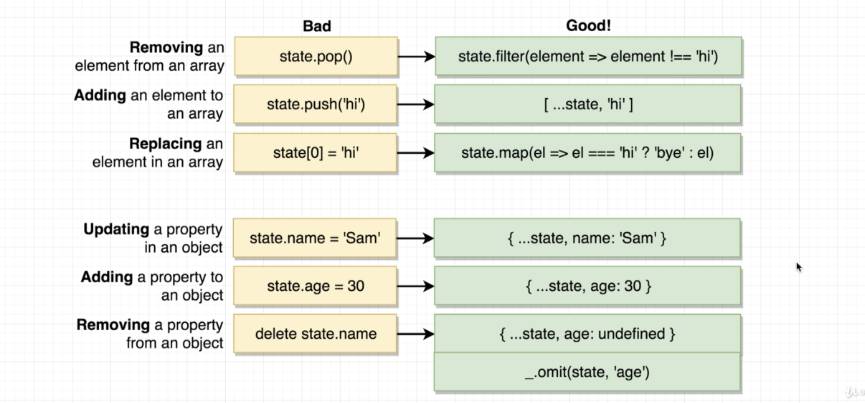 Bad
Good!
Removing an
element from an array
state.pop()
state.filter(element => element !== 'hi')
Adding an element to
an array
state.push('hi')
[ ...state, 'hi' ]
Replacing an
element in an array
state[0] = 'hi'
state.map(el => el === 'hi' ? 'bye' : el)
Updating a property
in an object
state.name = 'Sam'
{ ...state, name: 'Sam' }
Adding a property to
an object
state.age = 30
{ ...state, age: 30 }
Removing a property
from an object
delete state.name
{ ...state, age: undefined }
_.omit(state, 'age')